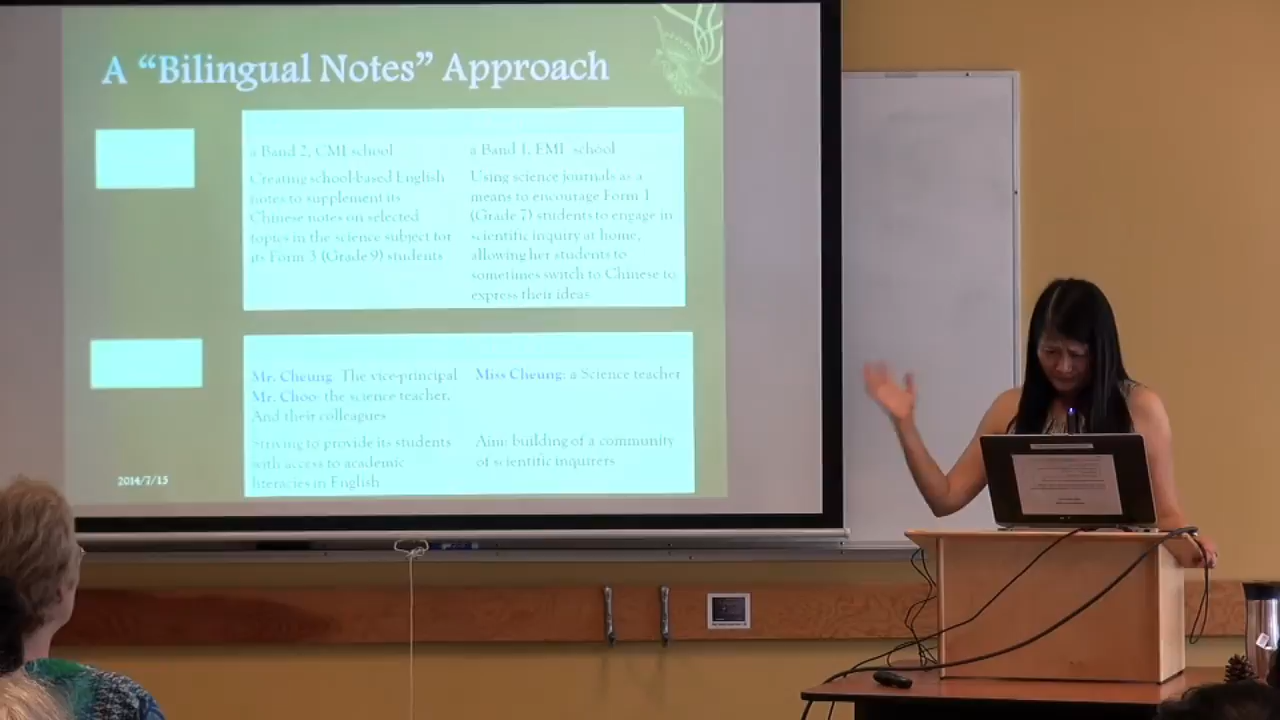 A “Bilingual Notes” Approach
a Band 2, CMI school
Creating school-based English
notes to supplement its
Chinese notes on selected
topics in the science subject for
its Form 3 (Grade 9) students
a Band 1, EMI school
Using science journals as a
means to encourage Form 1
(Grade 7) students to engage in
scientific inquiry at home,
allowing her students to
sometimes switch to Chinese to
express their ideas
Mr. Cheung: The vice-principal
Mr. Choo: the science teacher,
And their colleagues
Striving to provide its students
with access to academic
literacies in English
Miss Cheung: a Science teacher
Aim: building of a community
of scientific inquirers
2014/7/15